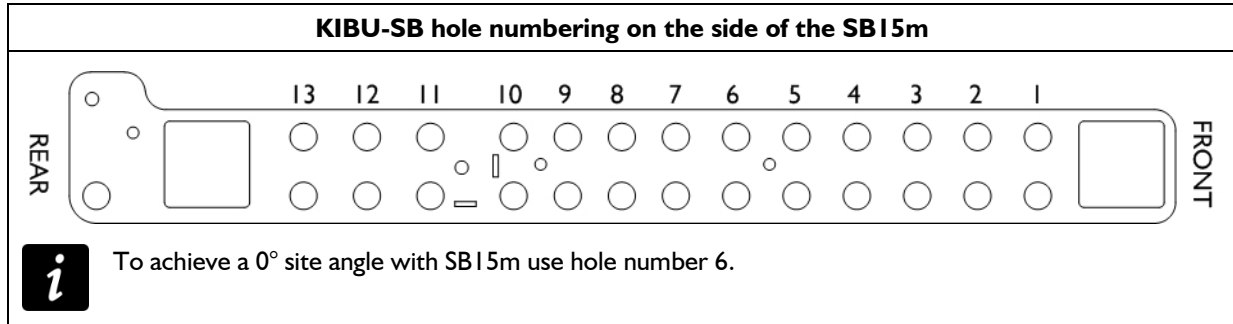 KIBU-SB hole numbering on the side of the SB15m
13 12 11 10 9 8 7 6 5 4 3 2 1
REAR
FRONT
i To achieve a 0° site angle with SB15m use hole number 6.